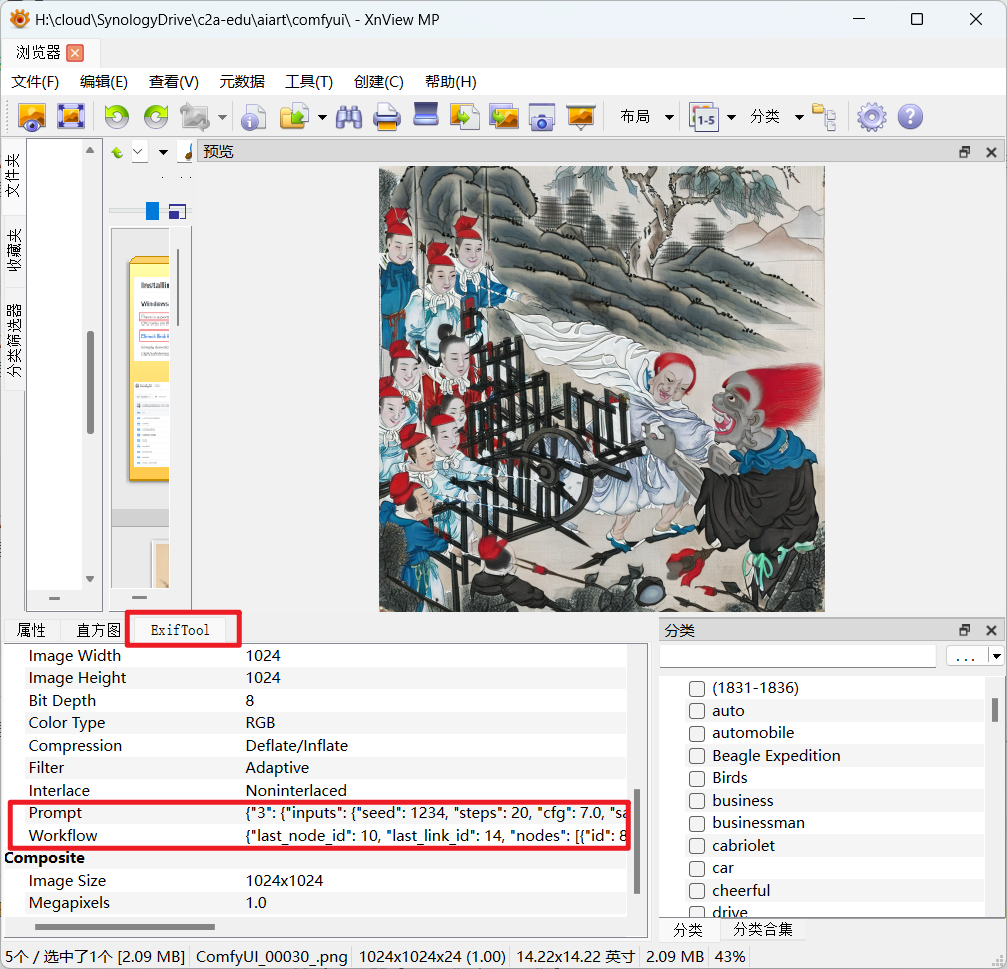 H:\cloud\SynologyDrive\c2a-edu\aiart\comfyui\ - XnView MP
浏览器
文件(F) 编辑(E) 查看(V) 元数据 工具(T) 创建(C) 帮助(H)
1-5
布局
分类
文件夹
收藏夹
分类筛选器
预览
Installin
Windows
属性 直方图 ExifTool
Image Width 1024
Image Height 1024
Bit Depth 8
Color Type RGB
Compression Deflate/Inflate
Filter Adaptive
Interlace Noninterlaced
Prompt {"3": {"inputs": {"seed": 1234, "steps": 20, "cfg": 7.0, "sa
Workflow {"last_node_id": 10, "last_link_id": 14, "nodes": [{"id": 8
Composite
Image Size 1024x1024
Megapixels 1.0
分类
...
(1831-1836)
auto
automobile
Beagle Expedition
Birds
business
businessman
cabriolet
car
cheerful
drive
分类 分类合集
5个 / 选中了1个 [2.09 MB] ComfyUI_00030_.png 1024x1024x24 (1.00) 14.22x14.22 英寸 2.09 MB 43%